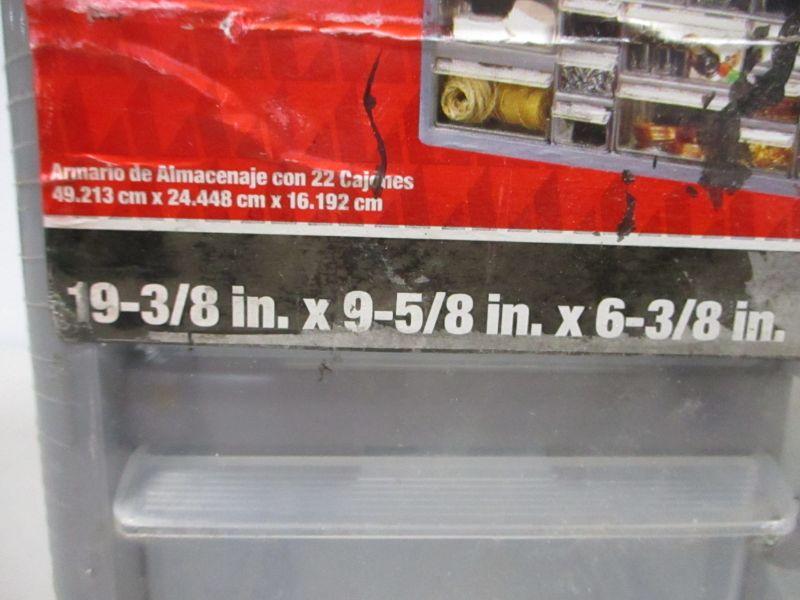 Armario de Almacenaje con 22 Cajones
49.213 cm x 24.448 cm x 16.192 cm
19-3/8 in. x 9-5/8 in. x 6-3/8 in.